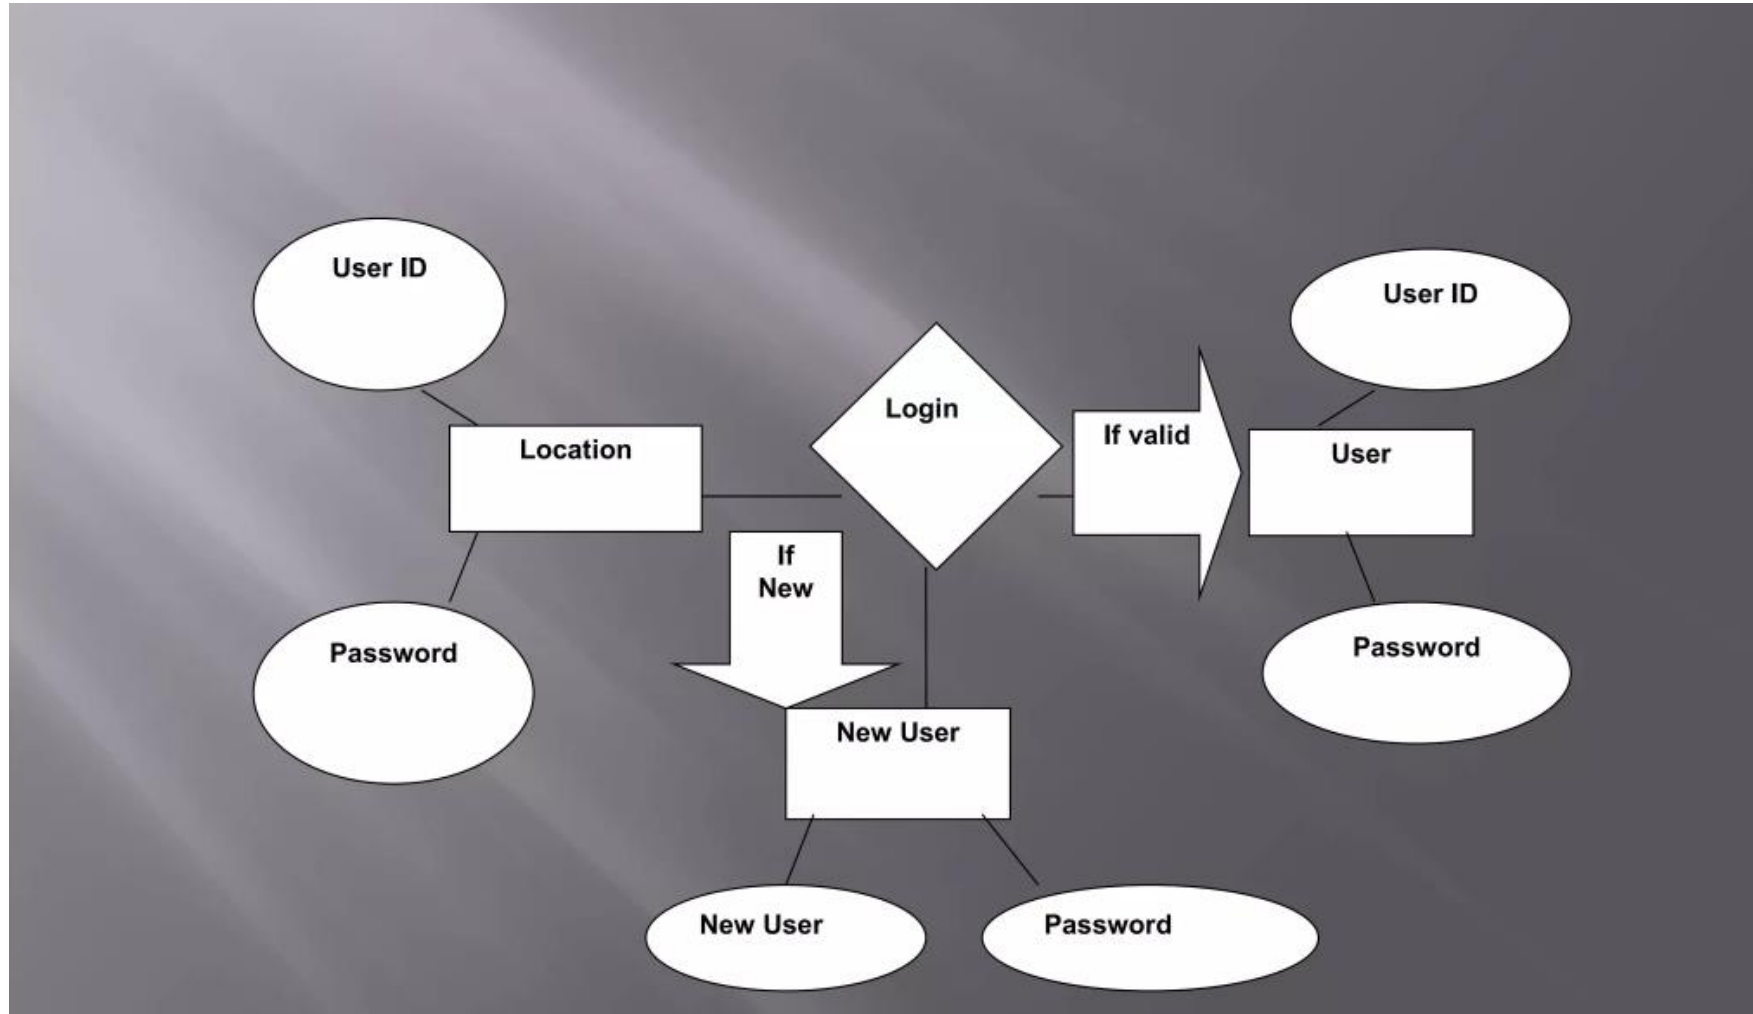 User ID
User ID
Login
If valid
Location
User
If
New
Password
Password
New User
New User
Password